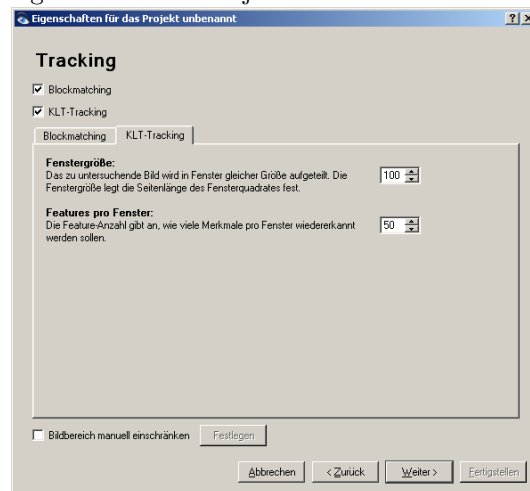 Eigenschaften für das Projekt unbenannt
Tracking
Blockmatching
KLT-Tracking
Blockmatching KLT-Tracking
Fenstergröße:
Das zu untersuchende Bild wird in Fenster gleicher Größe aufgeteilt. Die
Fenstergröße legt die Seitenlänge des Fensterquadrates fest.
100
Features pro Fenster:
Die Feature-Anzahl gibt an, wie viele Merkmale pro Fenster wiedererkannt
werden sollen.
50
Bildbereich manuell einschränken Festlegen
Abbrechen < Zurück Weiter > Fertigstellen